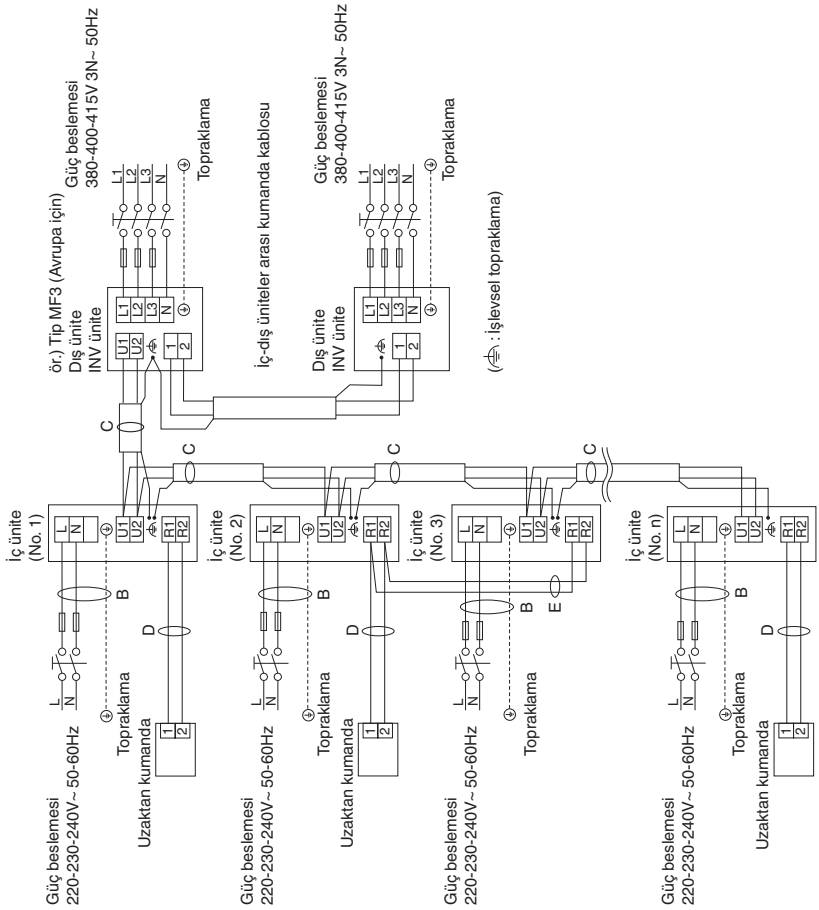 ör.) Tip MF3 (Avrupa için)
Dış ünite
INV ünite
Güç beslemesi
380-400-415V 3N~ 50Hz
L1
L2
L3
N
L1
L2
L3
N
Topraklama
U1
U2
1
2
İç-dış üniteler arası kumanda kablosu
Dış ünite
INV ünite
Güç beslemesi
380-400-415V 3N~ 50Hz
L1
L2
L3
N
L1
L2
L3
N
Topraklama
1
2
( : İşlevsel topraklama)
C
C
C
C
İç ünite
(No. 1)
L
N
U1
U2
R1
R2
B
D
L
N
Güç beslemesi
220-230-240V~ 50-60Hz
Topraklama
Uzaktan kumanda
1
2
İç ünite
(No. 2)
L
N
U1
U2
R1
R2
B
D
L
N
Güç beslemesi
220-230-240V~ 50-60Hz
Topraklama
Uzaktan kumanda
1
2
İç ünite
(No. 3)
L
N
U1
U2
R1
R2
B
E
L
N
Güç beslemesi
220-230-240V~ 50-60Hz
Topraklama
İç ünite
(No. n)
L
N
U1
U2
R1
R2
B
D
L
N
Güç beslemesi
220-230-240V~ 50-60Hz
Topraklama
Uzaktan kumanda
1
2